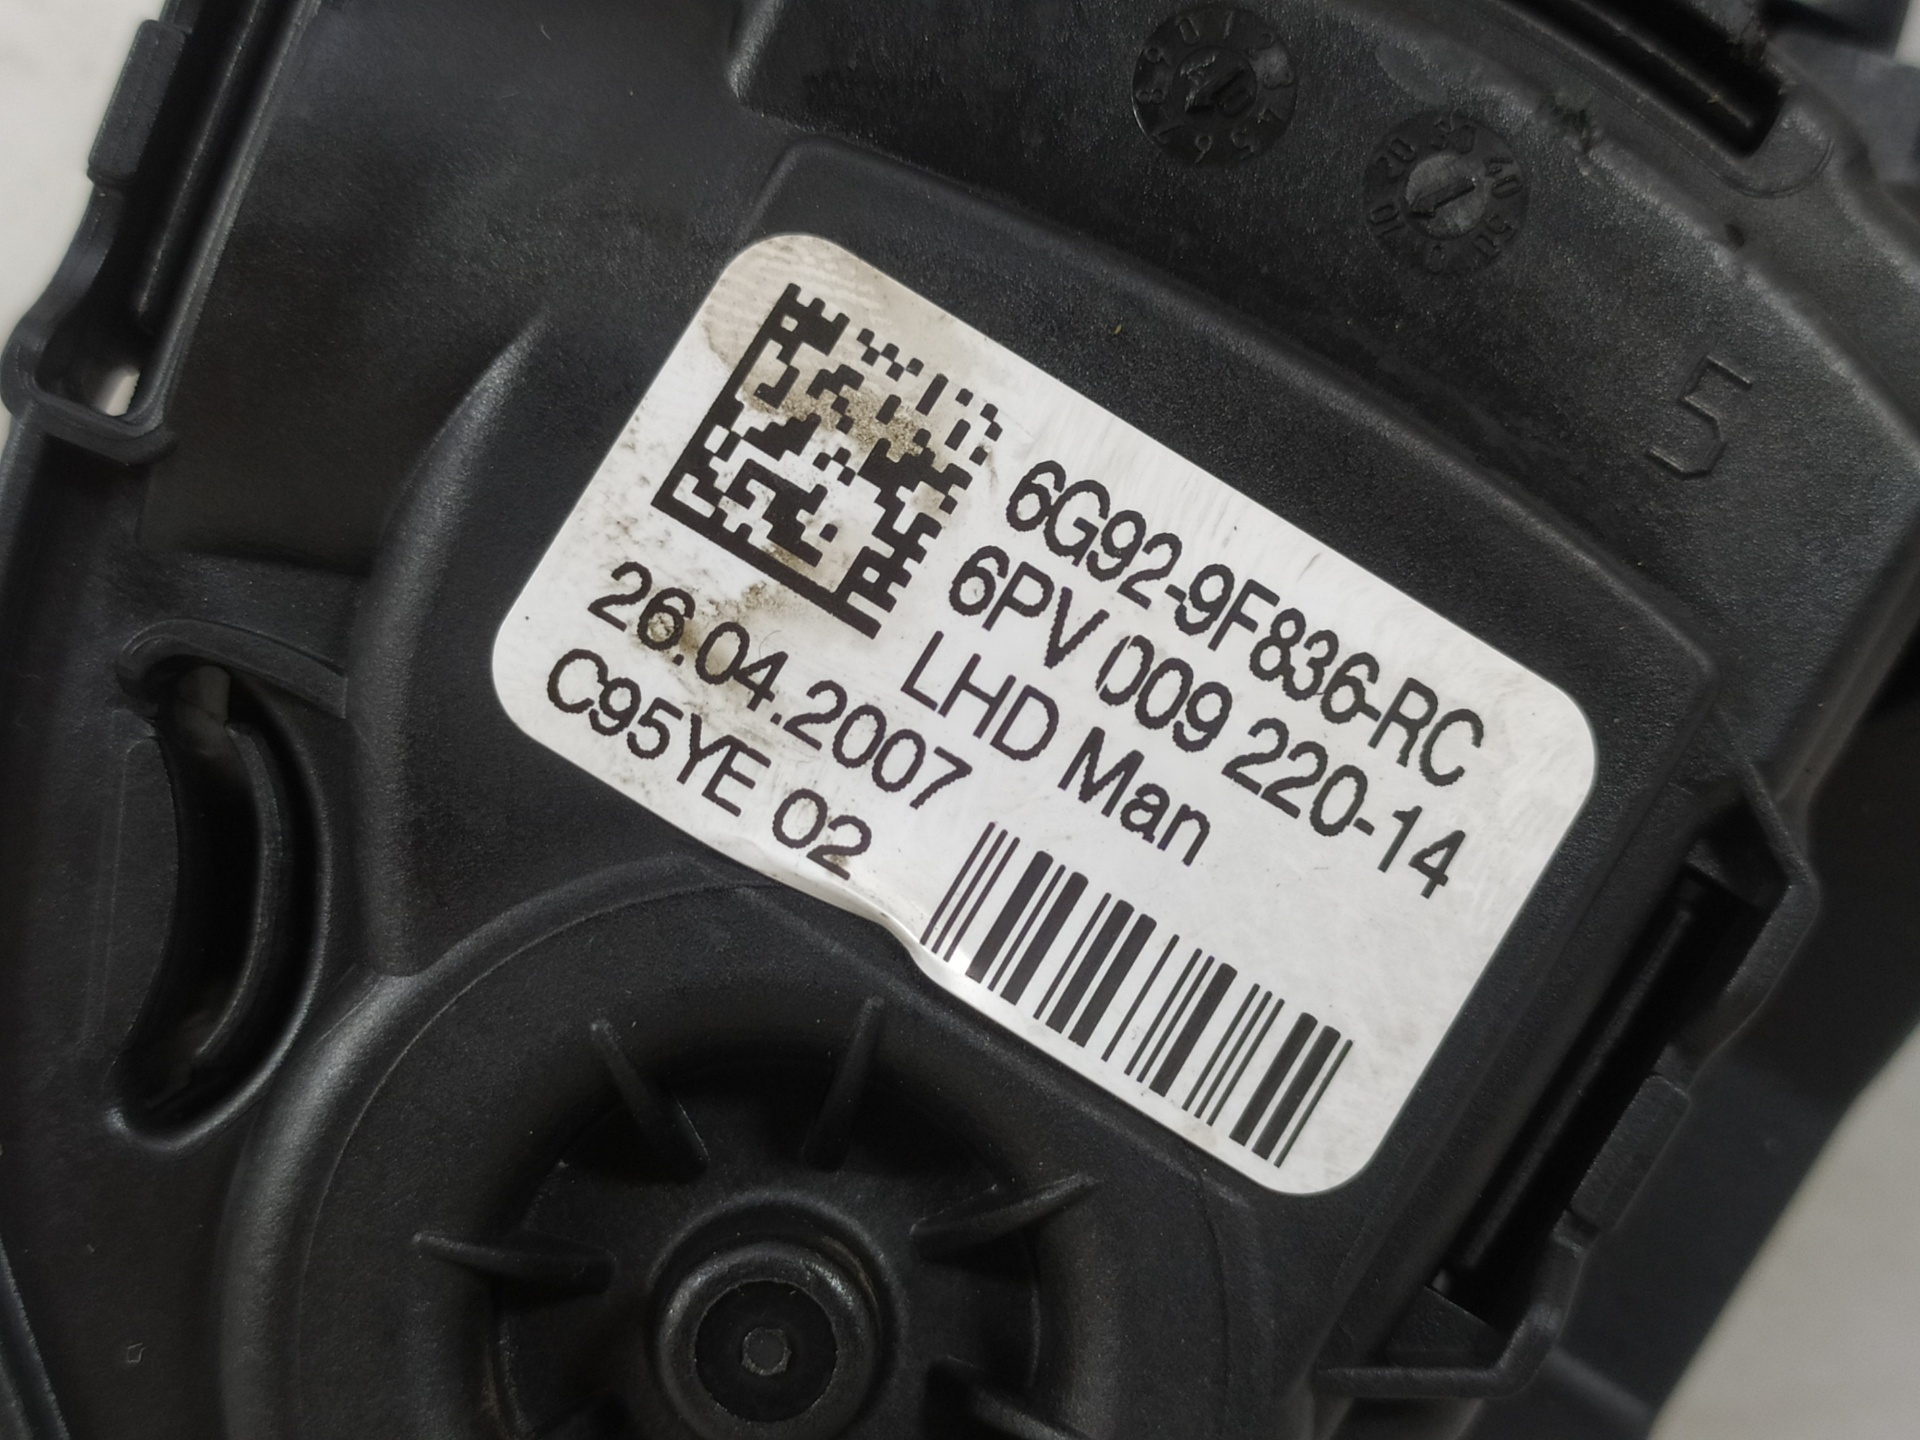 6G92-9F836-RC
6PV 009 220-14
LHD Man
26.04.2007
C95YE 02
5